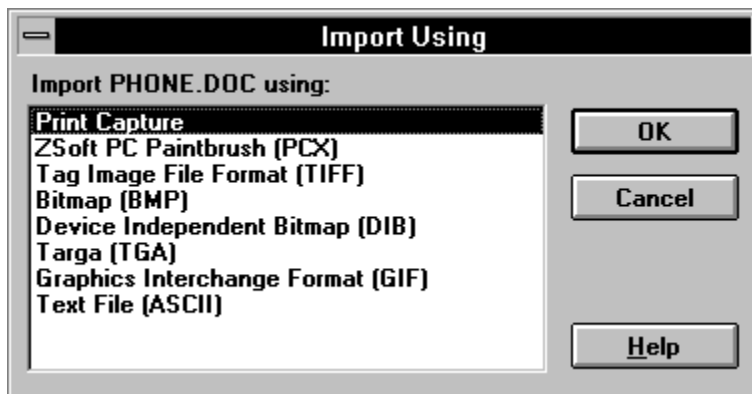 Import Using
Import PHONE.DOC using:
Print Capture
ZSoft PC Paintbrush (PCX)
Tag Image File Format (TIFF)
Bitmap (BMP)
Device Independent Bitmap (DIB)
Targa (TGA)
Graphics Interchange Format (GIF)
Text File (ASCII)
OK
Cancel
Help